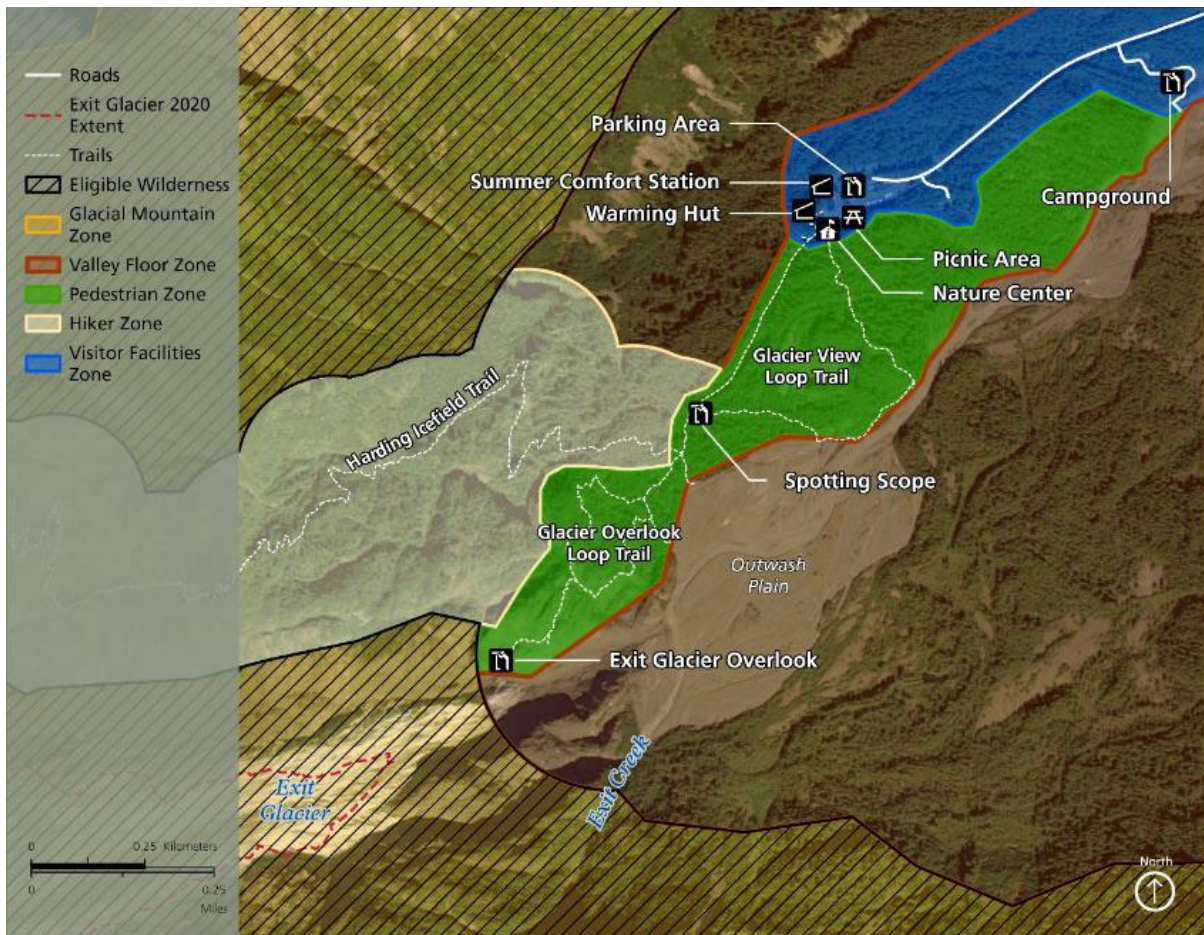 Roads
Exit Glacier 2020
Extent
Trails
Eligible Wilderness
Glacial Mountain
Zone
Valley Floor Zone
Pedestrian Zone
Hiker Zone
Visitor Facilities
Zone
Parking Area
Summer Comfort Station
Warming Hut
Campground
Picnic Area
Nature Center
Glacier View
Loop Trail
Harding Icefield Trail
Spotting Scope
Glacier Overlook
Loop Trail
Outwash
Plain
Exit Glacier Overlook
Exit Creek
Exit
Glacier
0 0.25 Kilometers
0 0.25
Miles
North